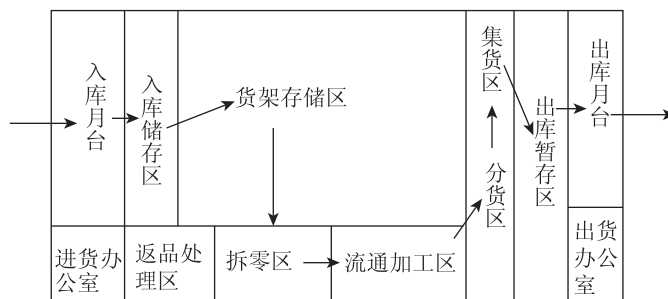 入库月台
入库储存区
货架存储区
集货区
分货区
出库暂存区
出库月台
进货办
公室
返品处
理区
拆零区
流通加工区
出货
办公
室